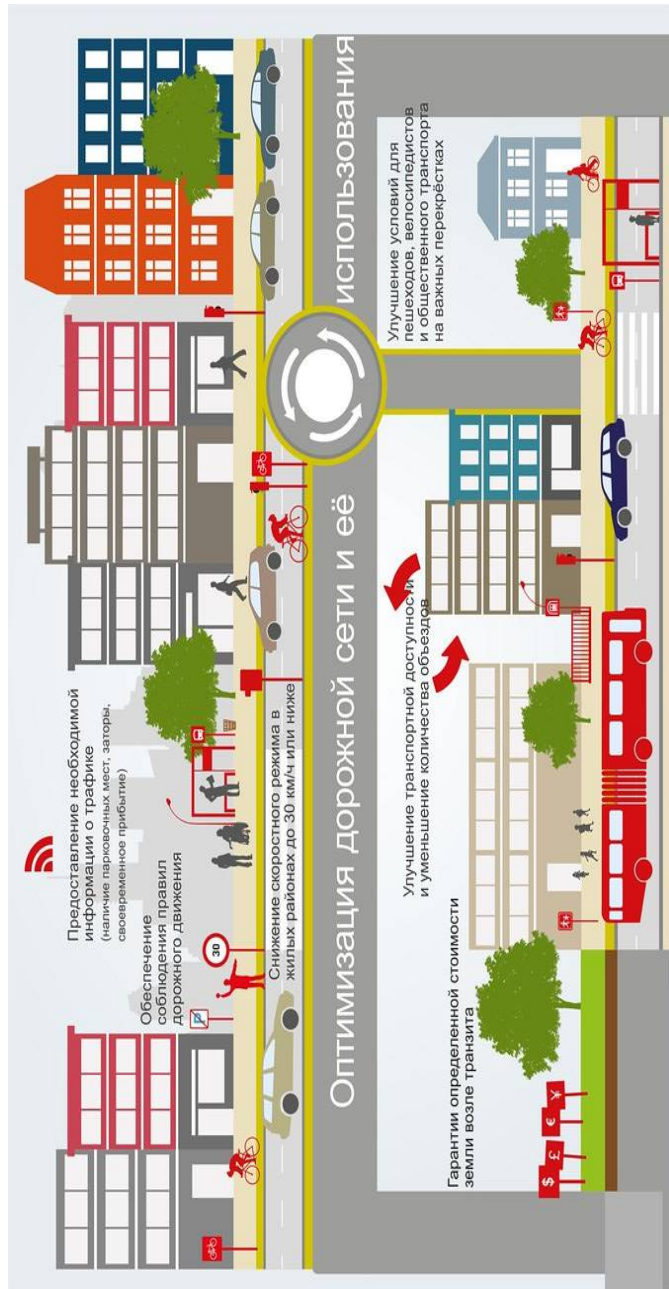 Предоставление необходимой
информации о трафике
(наличие парковочных мест, заторы,
своевременное прибытие)
Обеспечение
соблюдения правил
дорожного движения
30
P
Снижение скоростного режима в
жилых районах до 30 км/ч или ниже
Оптимизация дорожной сети и её использования
Гарантии определенной стоимости
земли возле транзита
$ £ € ¥
Улучшение транспортной доступности
и уменьшение количества объездов
Улучшение условий для
пешеходов, велосипедистов
и общественного транспорта
на важных перекрёстках